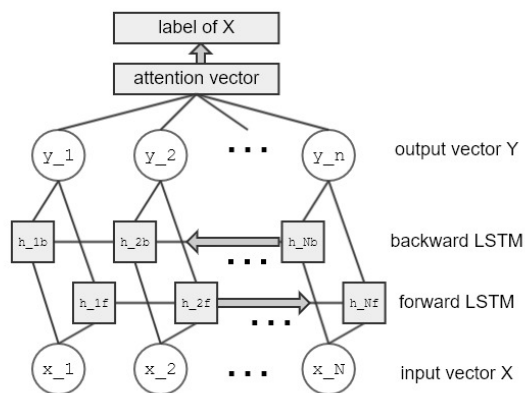 label of X
attention vector
y_1 y_2 ... y_n output vector Y
h_1b h_2b ... h_Nb backward LSTM
h_1f h_2f ... h_Nf forward LSTM
x_1 x_2 ... x_N input vector X